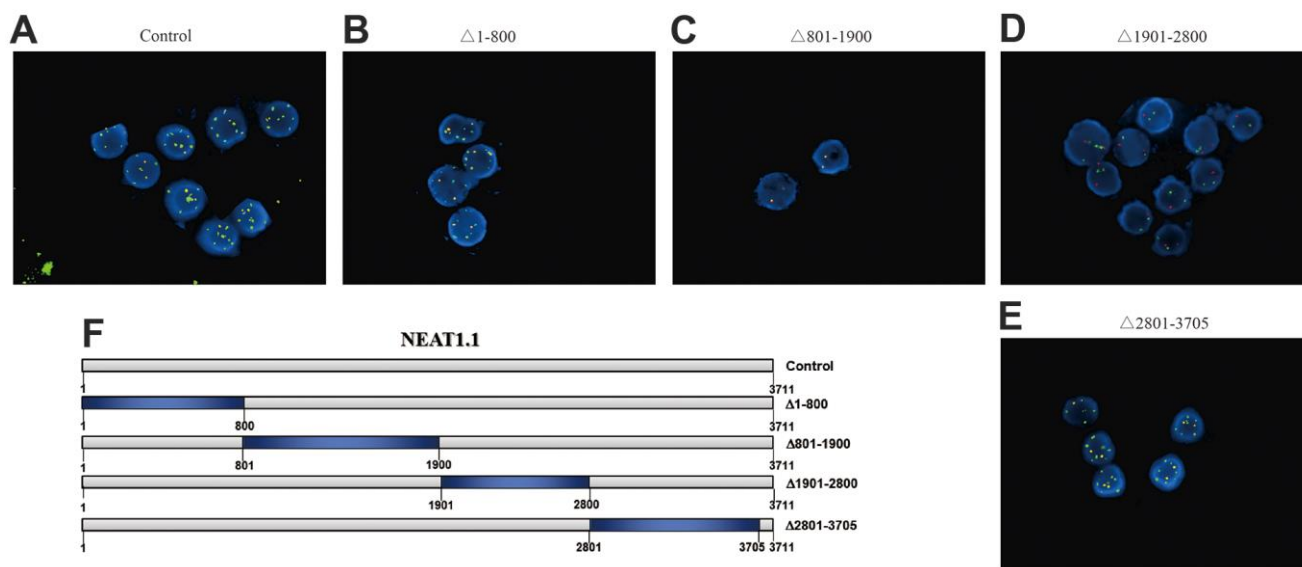 A
Control
B
△1-800
C
△801-1900
D
△1901-2800
E
△2801-3705
F
NEAT1.1
Control
1 3711
Δ1-800
1 800 3711
Δ801-1900
1 801 1900 3711
Δ1901-2800
1 1901 2800 3711
Δ2801-3705
1 2801 3705 3711